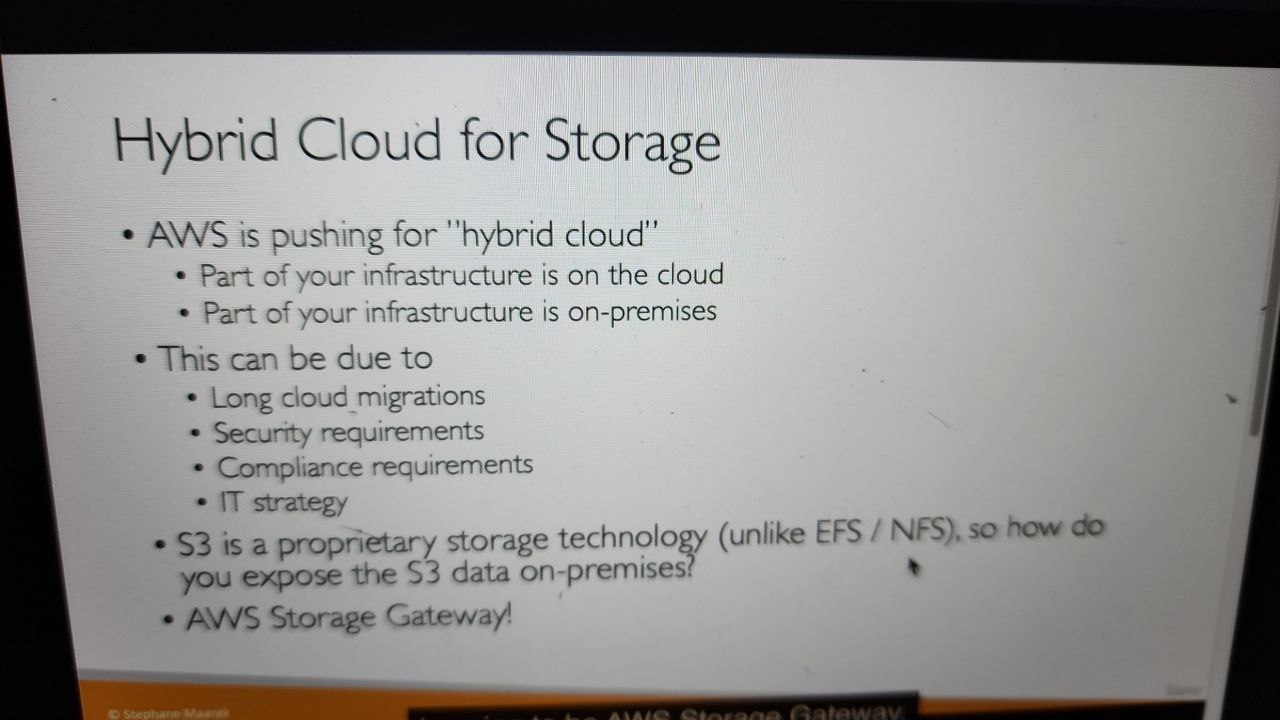 Hybrid Cloud for Storage
• AWS is pushing for "hybrid cloud"
• Part of your infrastructure is on the cloud
• Part of your infrastructure is on-premises
• This can be due to
• Long cloud migrations
• Security requirements
• Compliance requirements
• IT strategy
• S3 is a proprietary storage technology (unlike EFS / NFS), so how do
you expose the S3 data on-premises?
• AWS Storage Gateway!
© Stephane Maarek
to be AWS Storage Gateway.